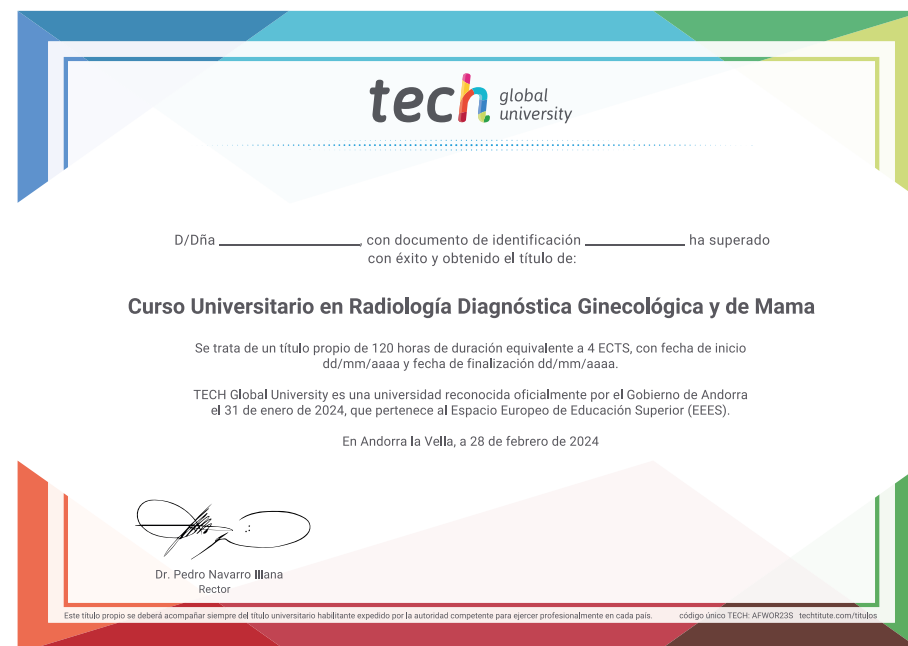 tech global university
D/Dña ______________, con documento de identificación __________ ha superado
con éxito y obtenido el título de:
Curso Universitario en Radiología Diagnóstica Ginecológica y de Mama
Se trata de un título propio de 120 horas de duración equivalente a 4 ECTS, con fecha de inicio
dd/mm/aaaa y fecha de finalización dd/mm/aaaa.
TECH Global University es una universidad reconocida oficialmente por el Gobierno de Andorra
el 31 de enero de 2024, que pertenece al Espacio Europeo de Educación Superior (EEES).
En Andorra la Vella, a 28 de febrero de 2024
Dr. Pedro Navarro Illana
Rector
Este título propio se deberá acompañar siempre del título universitario habilitante expedido por la autoridad competente para ejercer profesionalmente en cada país. código único TECH: AFWOR23S techtitute.com/titulos